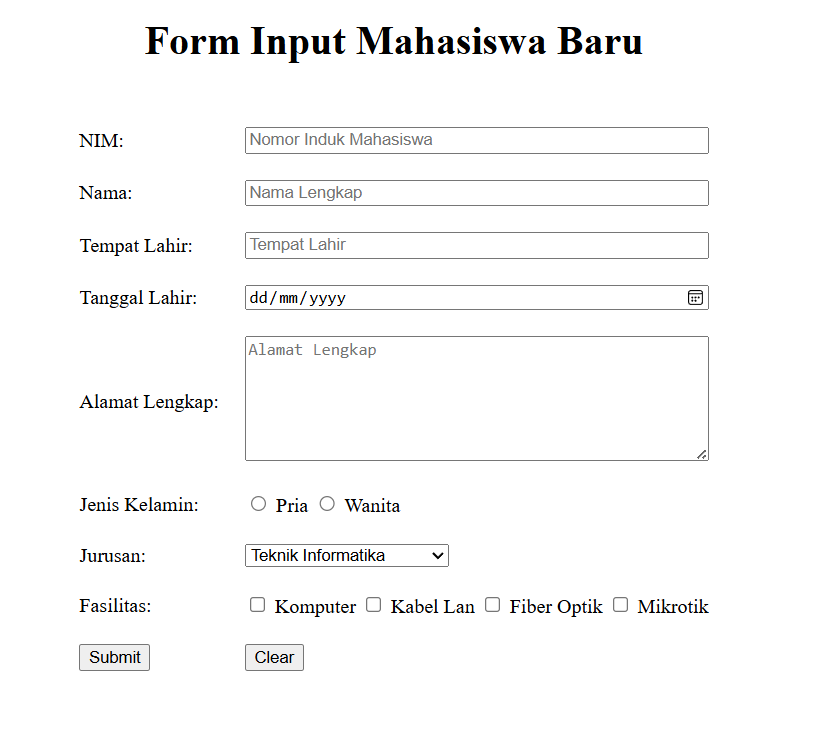 Form Input Mahasiswa Baru
NIM: Nomor Induk Mahasiswa
Nama: Nama Lengkap
Tempat Lahir: Tempat Lahir
Tanggal Lahir: dd/mm/yyyy
Alamat Lengkap: Alamat Lengkap
Jenis Kelamin: Pria Wanita
Jurusan: Teknik Informatika
Fasilitas: Komputer Kabel Lan Fiber Optik Mikrotik
Submit Clear